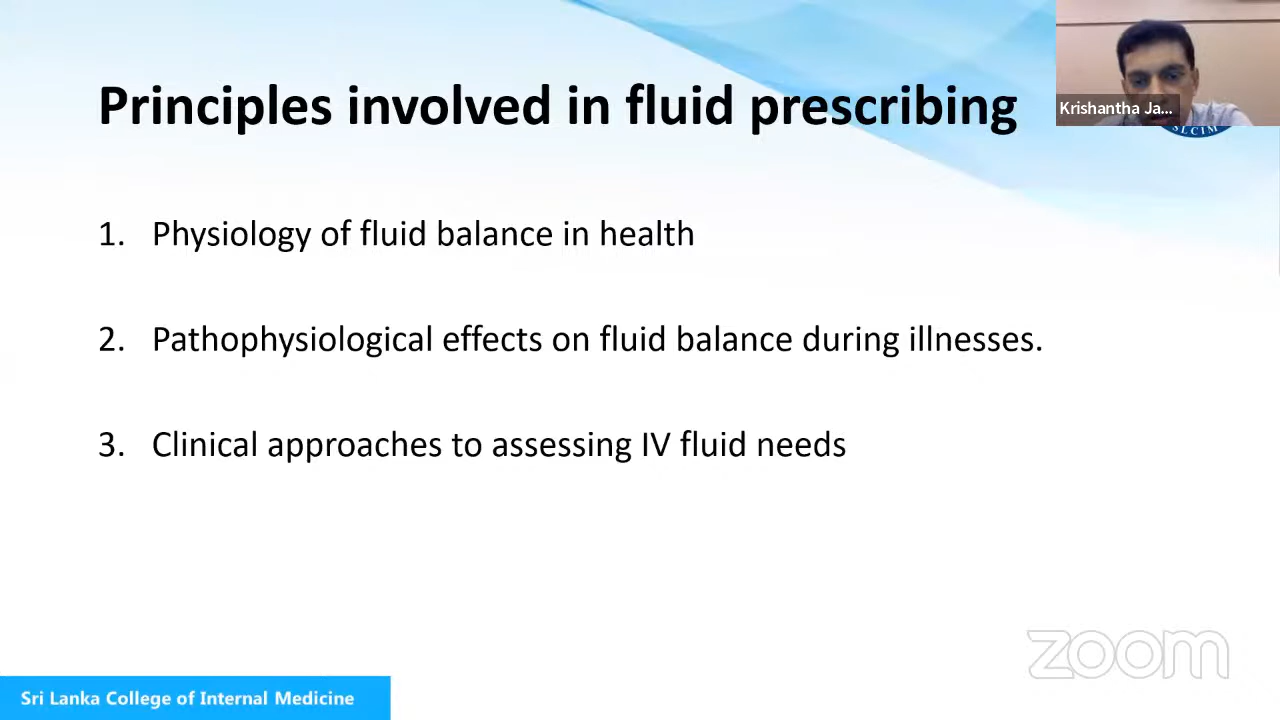 Principles involved in fluid prescribing
Krishantha Ja...
SLCIM
1. Physiology of fluid balance in health
2. Pathophysiological effects on fluid balance during illnesses.
3. Clinical approaches to assessing IV fluid needs
zoom
Sri Lanka College of Internal Medicine